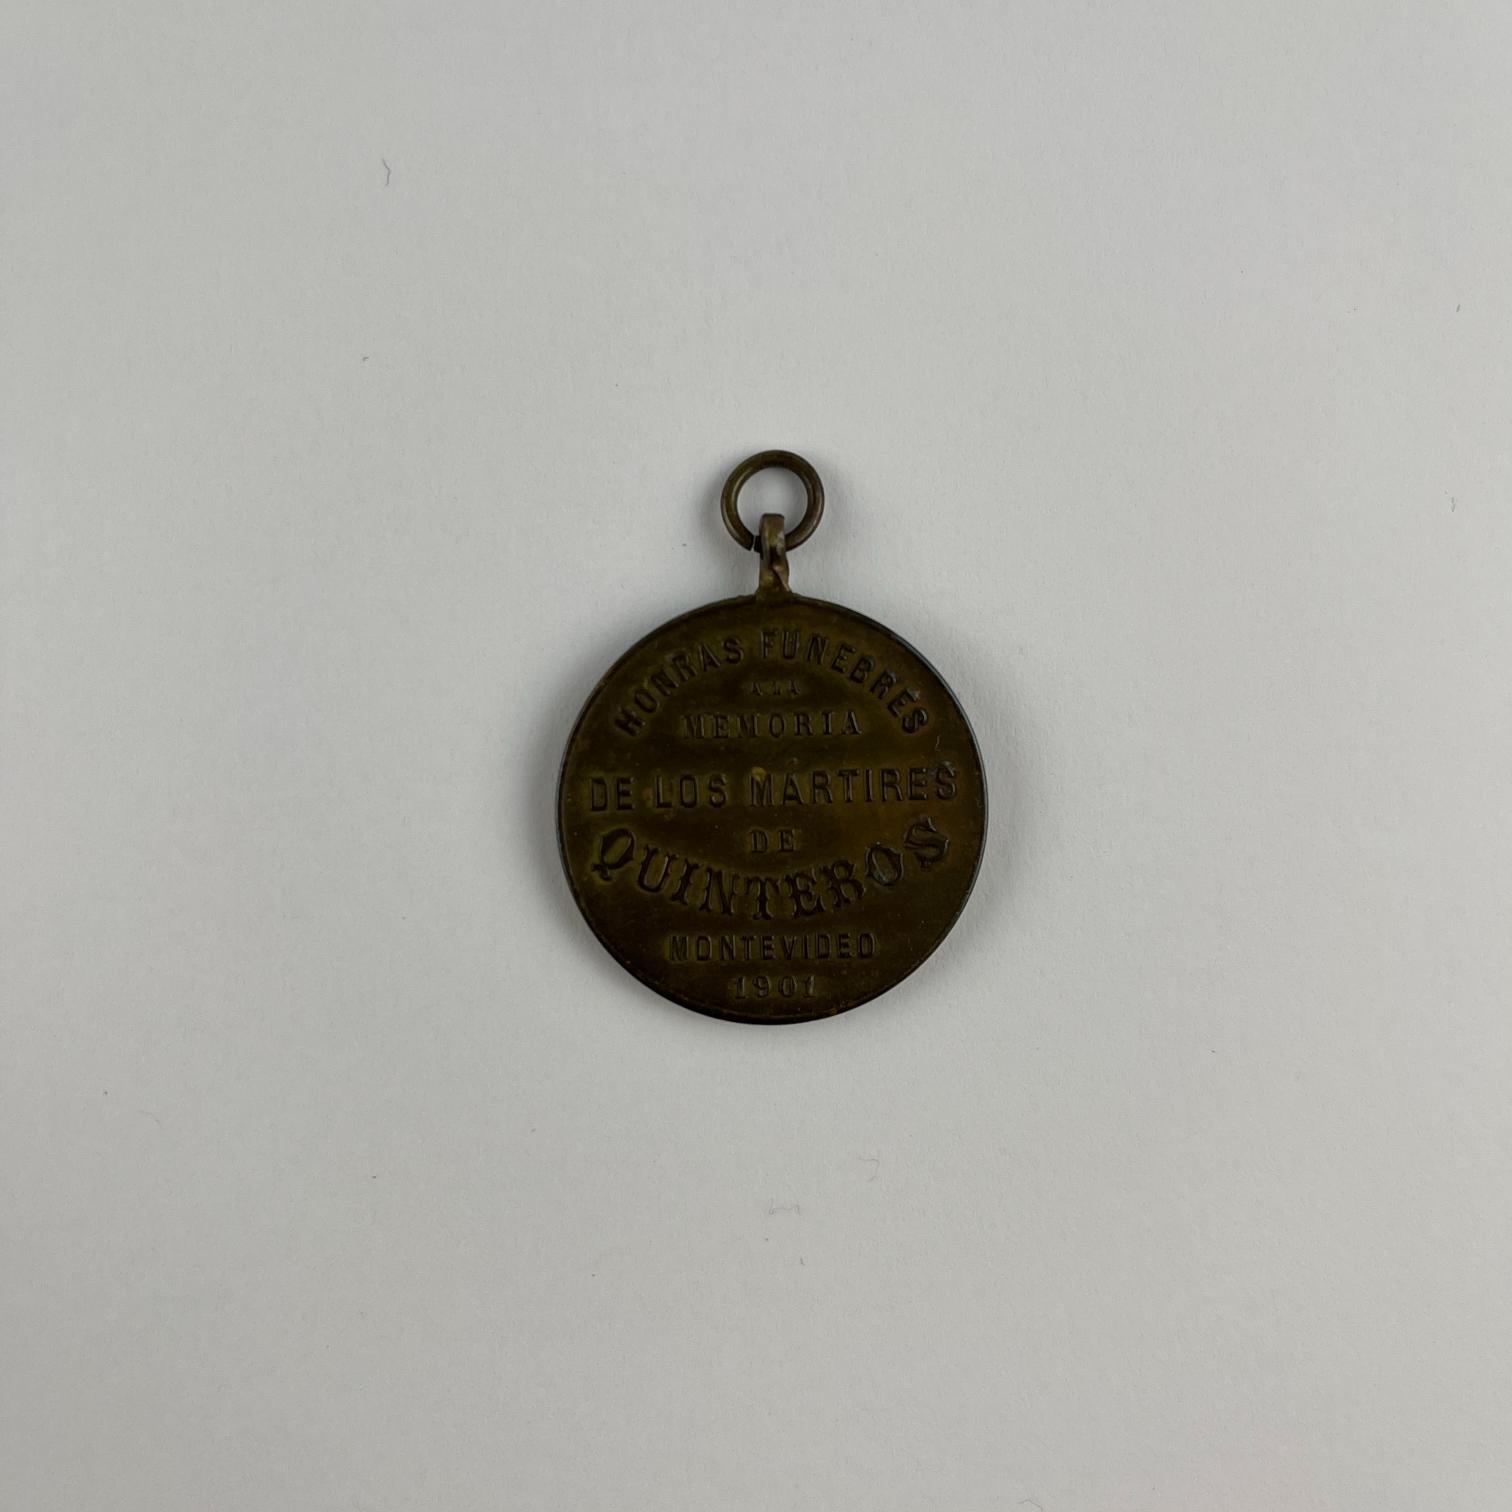 HONRAS FUNEBRES
A LA
MEMORIA
DE LOS MARTIRES
DE
QUINTEROS
MONTEVIDEO
1901